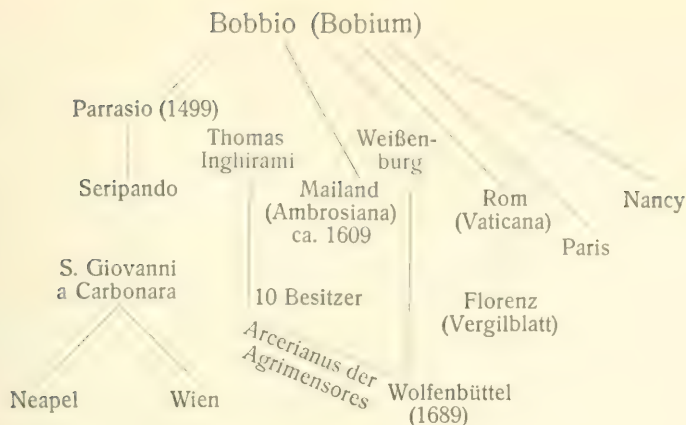 Bobbio (Bobium)
Parrasio (1499)
Thomas
Inghirami
Weißen-
burg
Seripando
Mailand
(Ambrosiana)
ca. 1609
Rom
(Vaticana)
Nancy
Paris
S. Giovanni
a Carbonara
10 Besitzer
Florenz
(Vergilblatt)
Arcerianus der
Agrimensores
Neapel
Wien
Wolfenbüttel
(1689)